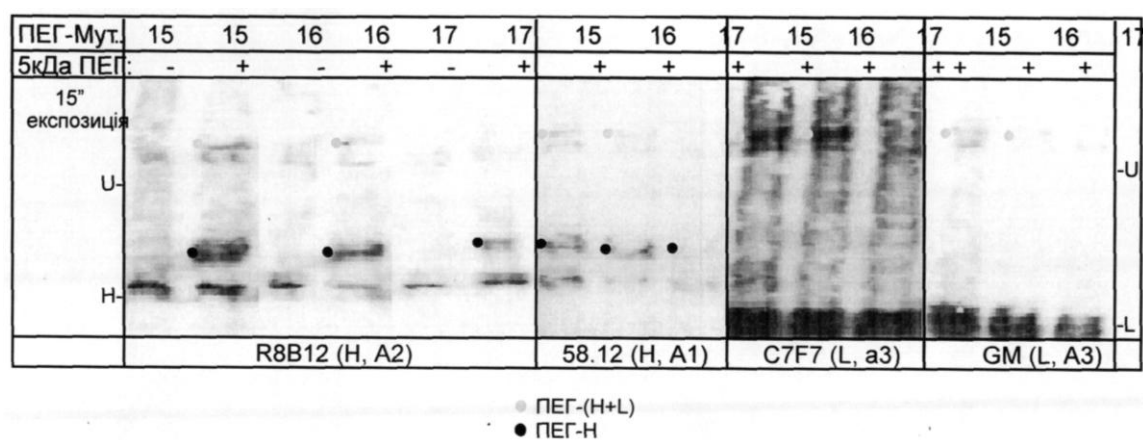 ПЕГ-Мут.. 15 15 16 16 17 17 15 16 17 15 16 17 15 16 17
5кДа ПЕГ: - + - + - + + + + + + + + + +
15"
експозиція
U- -U
H- -L
R8B12 (H, A2) 58.12 (H, A1) C7F7 (L, a3) GM (L, A3)
ПЕГ-(H+L)
ПЕГ-H